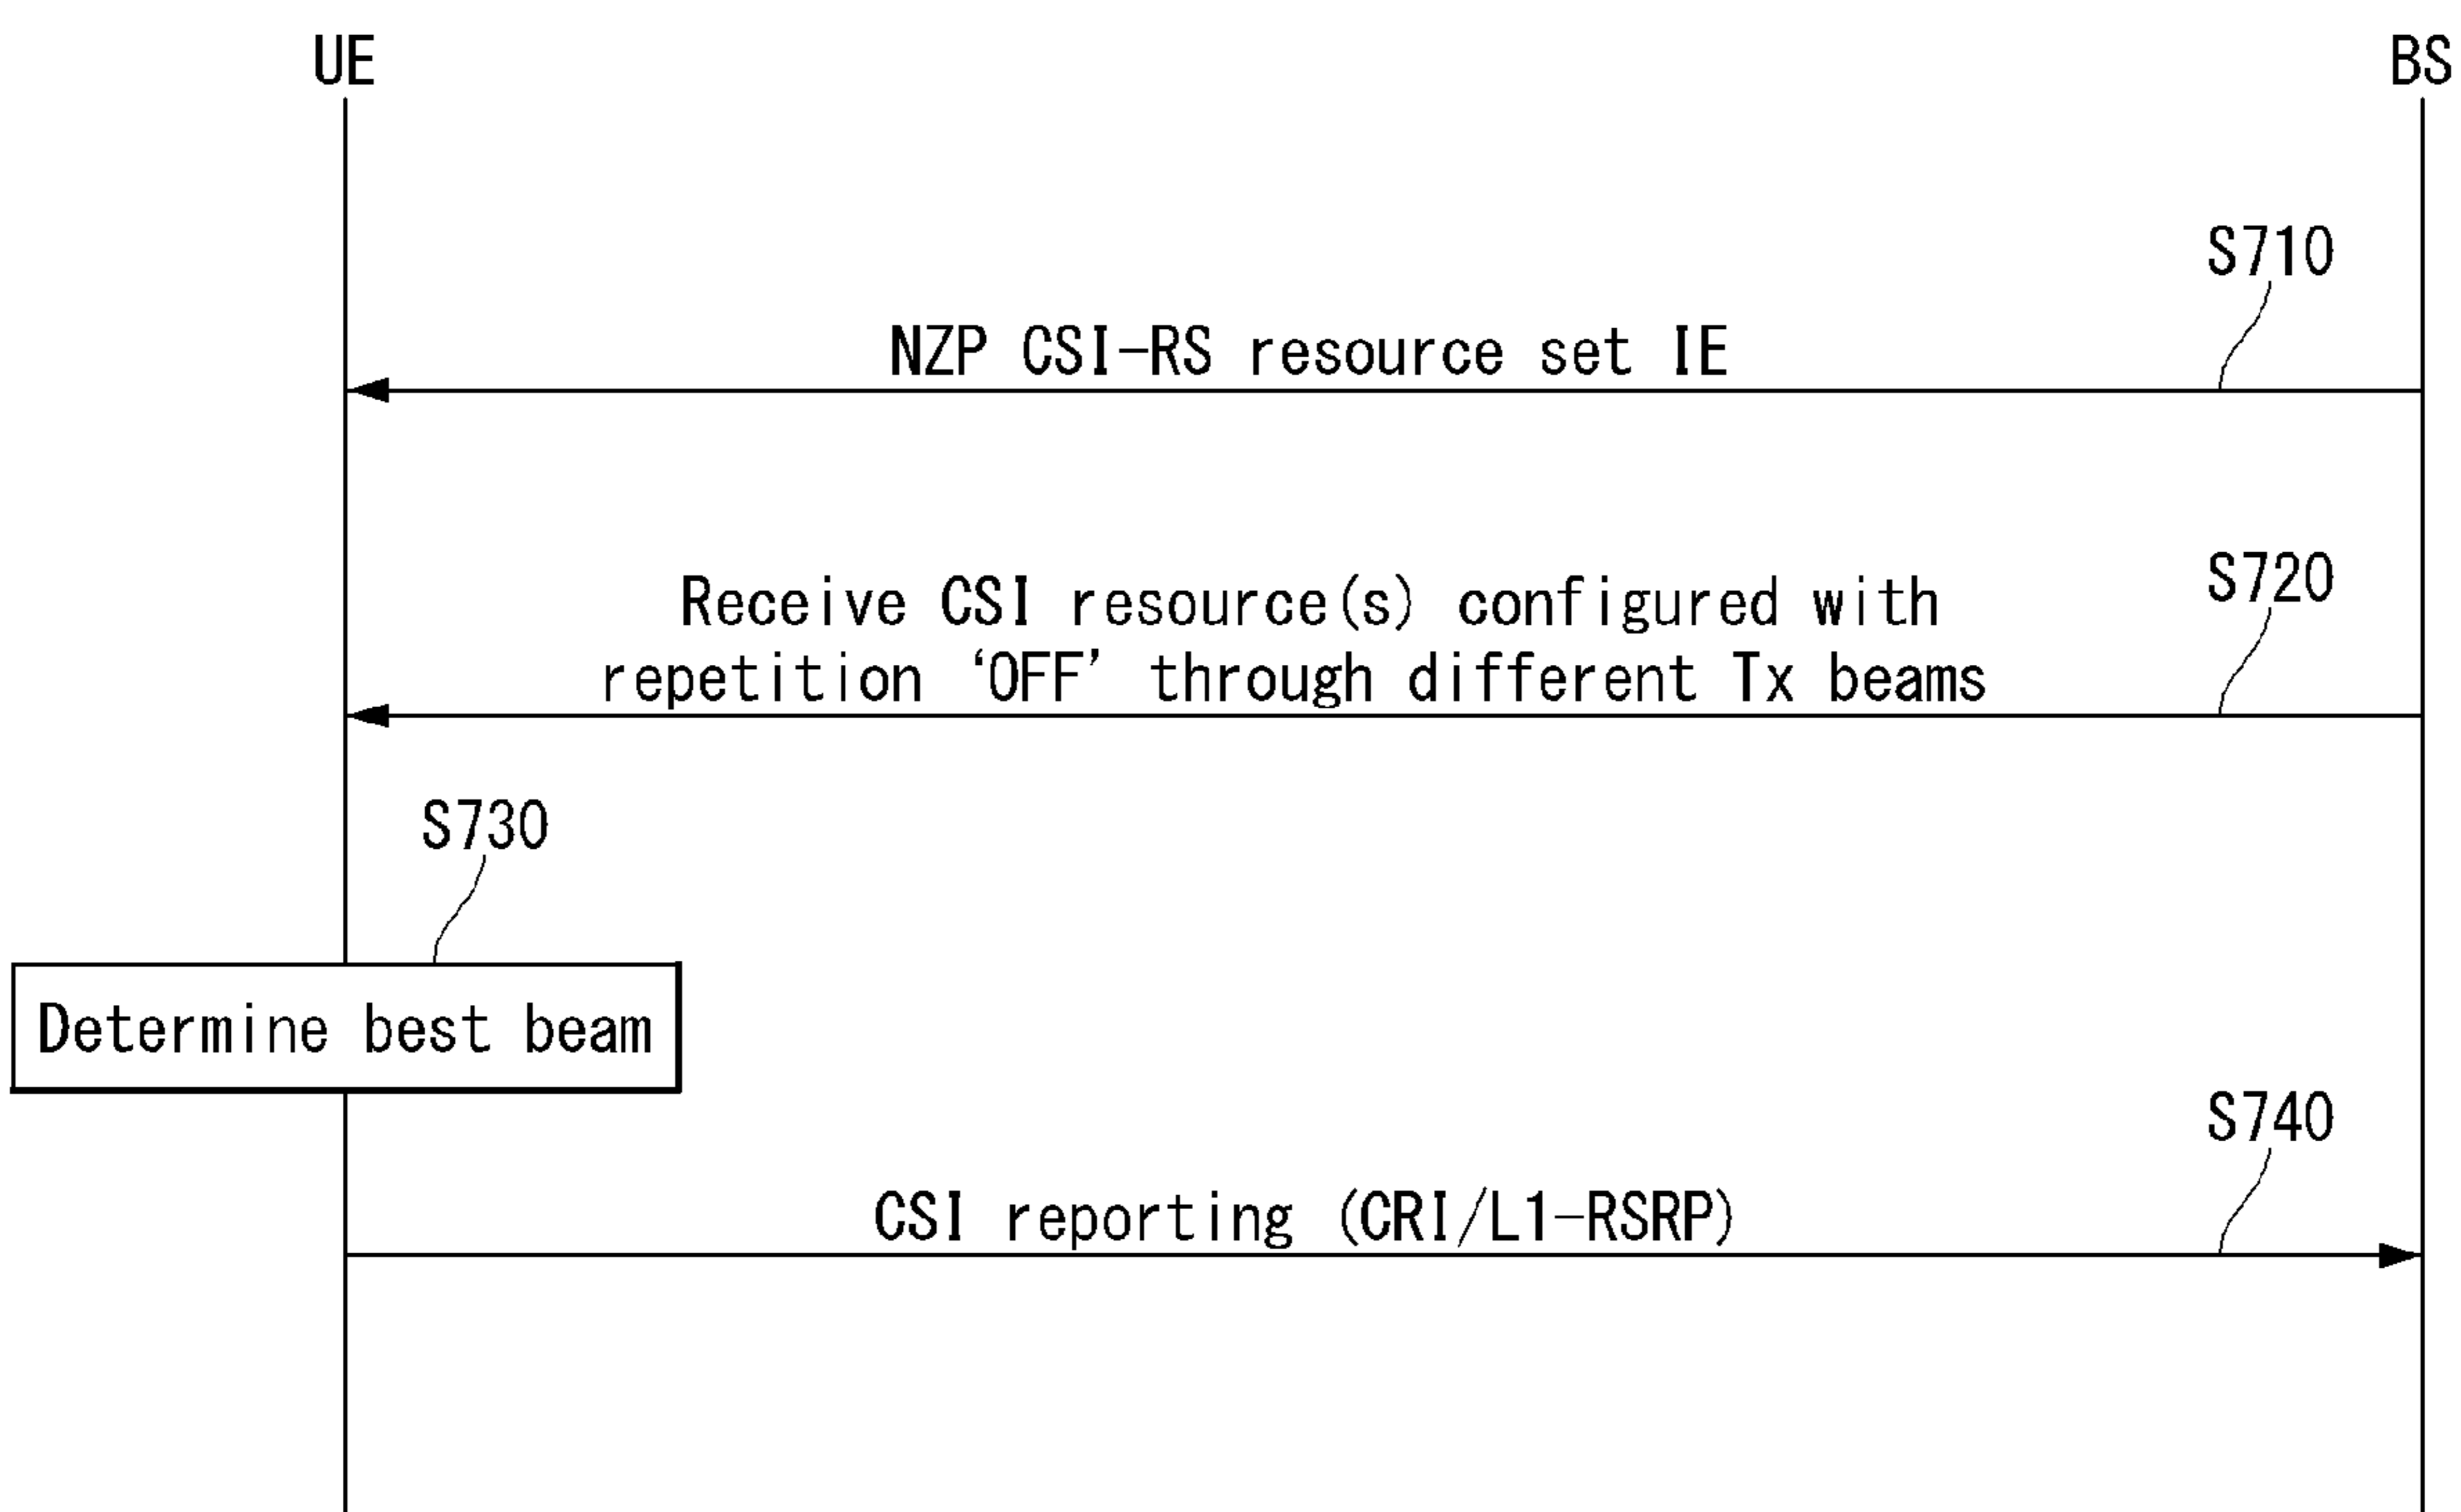 UE
BS
S710
NZP CSI-RS resource set IE
S720
Receive CSI resource(s) configured with
repetition ‘OFF’ through different Tx beams
S730
Determine best beam
S740
CSI reporting (CRI/L1-RSRP)